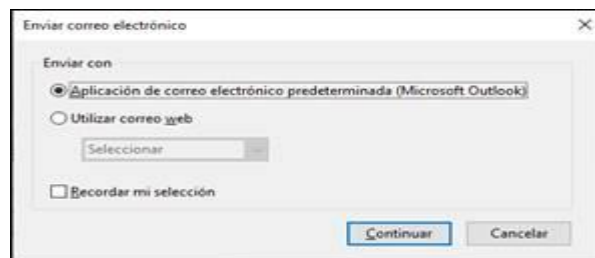 Enviar correo electrónico
Enviar con
Aplicación de correo electrónico predeterminada (Microsoft Outlook)
Utilizar correo web
Seleccionar
Recordar mi selección
Continuar Cancelar